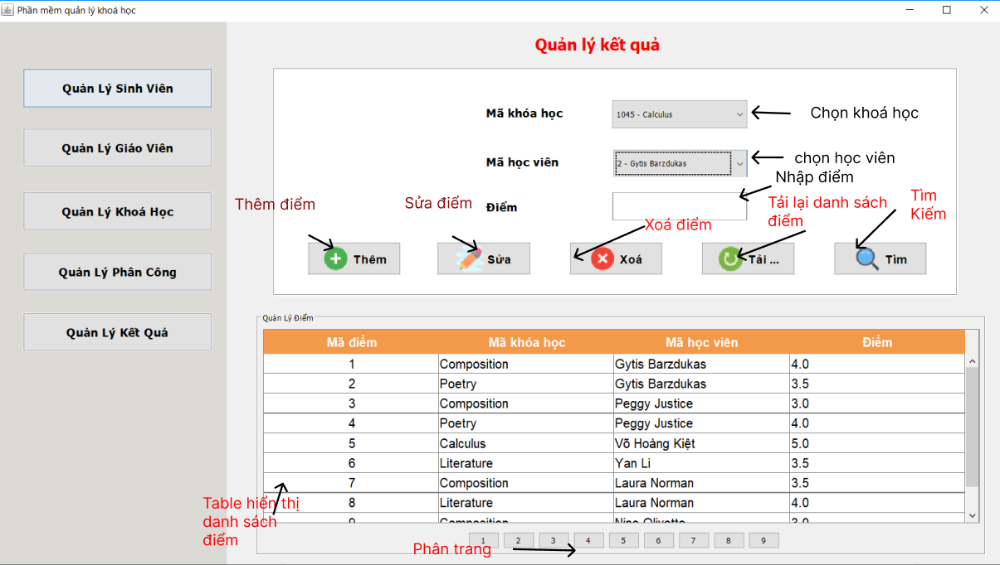 Phần mềm quản lý khoá học
Quản lý kết quả
Quản Lý Sinh Viên
Quản Lý Giáo Viên
Quản Lý Khoá Học
Quản Lý Phân Công
Quản Lý Kết Quả
Mã khóa học
1045 - Calculus
Chọn khoá học
Mã học viên
2 - Gytis Barzdukas
chọn học viên
Nhập điểm
Điểm
Thêm điểm
Sửa điểm
Xoá điểm
Tải lại danh sách
điểm
Tìm
Kiếm
Thêm
Sửa
Xoá
Tải ...
Tìm
Quản Lý Điểm
Mã điểm Mã khóa học Mã học viên Điểm
1 Composition Gytis Barzdukas 4.0
2 Poetry Gytis Barzdukas 3.5
3 Composition Peggy Justice 3.0
4 Poetry Peggy Justice 4.0
5 Calculus Võ Hoàng Kiệt 5.0
6 Literature Yan Li 3.5
7 Composition Laura Norman 3.5
8 Literature Laura Norman 4.0
9 Composition Nino Olivotto 3.0
Table hiển thị
danh sách
điểm
Phân trang
1 2 3 4 5 6 7 8 9